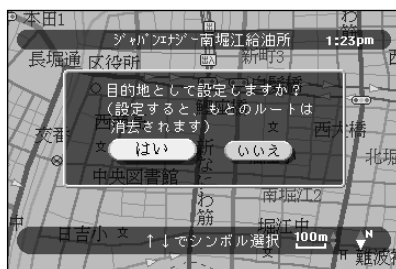 本田1
ジャパンエナジー南堀江給油所 1:23pm
長堀通 区役所
新町3
目的地として設定しますか？
（設定すると、もとのルートは
消去されます）
交番
西大橋
はい いいえ
北堀
中央図書館
南堀江2
筋
堀江中
日吉小 文
↑↓でシンボル選択 100m
N
難波